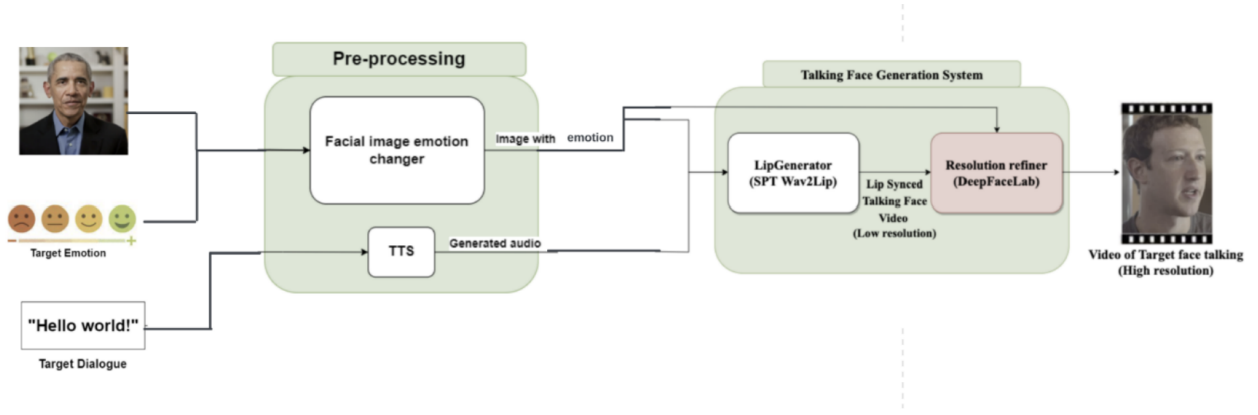 Pre-processing
Talking Face Generation System
Facial image emotion
changer
Image with emotion
LipGenerator
(SPT Wav2Lip)
Lip Synced
Talking Face
Video
(Low resolution)
Resolution refiner
(DeepFaceLab)
Target Emotion
TTS
Generated audio
Video of Target face talking
(High resolution)
"Hello world!"
Target Dialogue